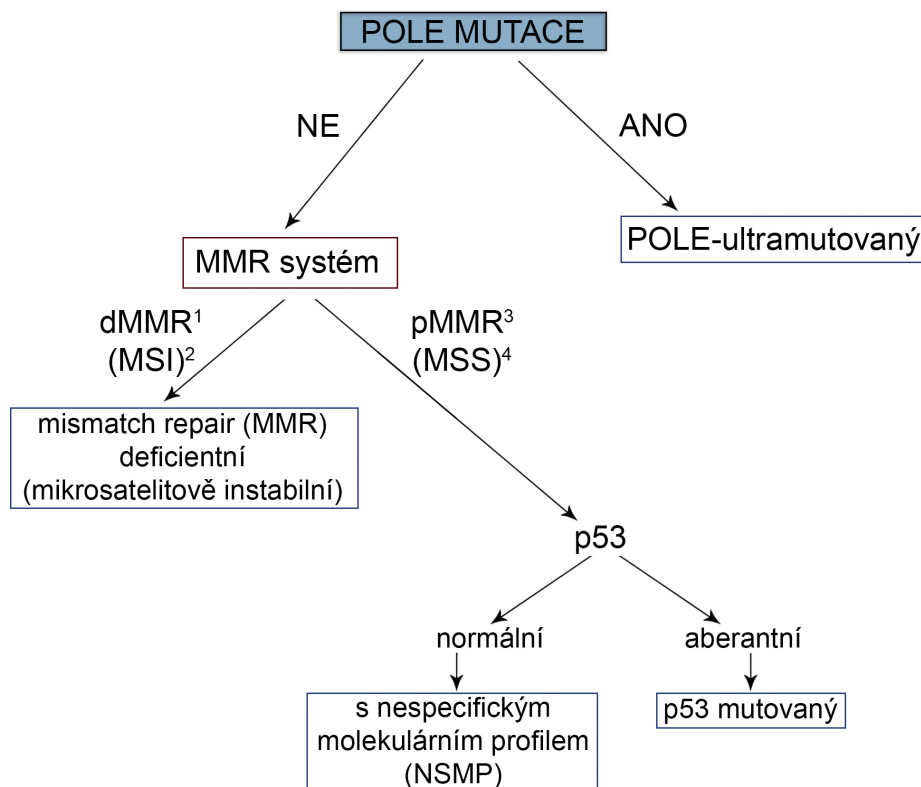 POLE MUTACE
NE
ANO
POLE-ultramutovaný
MMR systém
dMMR¹
(MSI)²
pMMR³
(MSS)⁴
mismatch repair (MMR)
deficientní
(mikrosatelitově instabilní)
p53
normální
aberantní
s nespecifickým
molekulárním profilem
(NSMP)
p53 mutovaný